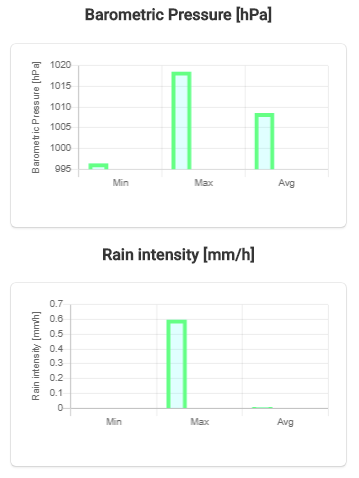 Barometric Pressure [hPa]
Barometric Pressure [hPa]
1020
1015
1010
1005
1000
995
Min Max Avg
Rain intensity [mm/h]
Rain intensity [mm/h]
0.7
0.6
0.5
0.4
0.3
0.2
0.1
0
Min Max Avg